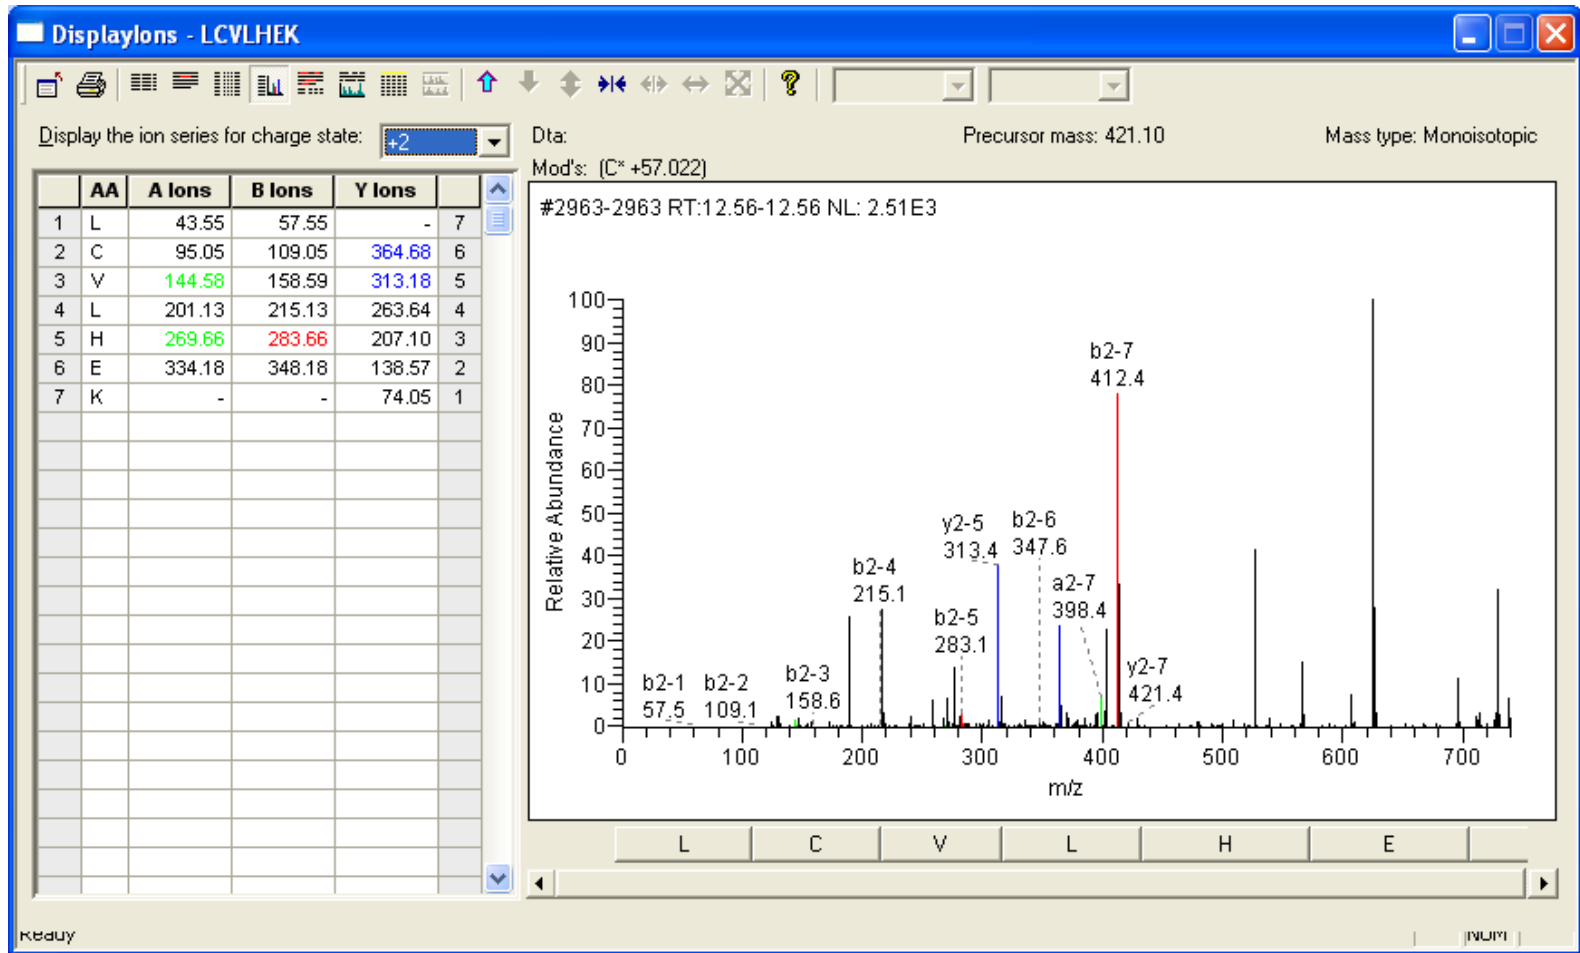 DisplayIons - LCVLHEK
Display the ion series for charge state: +2
Dta: Precursor mass: 421.10 Mass type: Monoisotopic
Mod's: (C* +57.022)
AA A Ions B Ions Y Ions
1 L 43.55 57.55 - 7
2 C 95.05 109.05 364.68 6
3 V 144.58 158.59 313.18 5
4 L 201.13 215.13 263.64 4
5 H 269.66 283.66 207.10 3
6 E 334.18 348.18 138.57 2
7 K - - 74.05 1
#2963-2963 RT:12.56-12.56 NL: 2.51E3
Relative Abundance
100
90
80
70
60
50
40
30
20
10
0
b2-7
412.4
y2-5
313.4
b2-6
347.6
b2-4
215.1
a2-7
398.4
b2-5
283.1
b2-1
57.5
b2-2
109.1
b2-3
158.6
y2-7
421.4
0 100 200 300 400 500 600 700
m/z
L C V L H E
Ready NUM